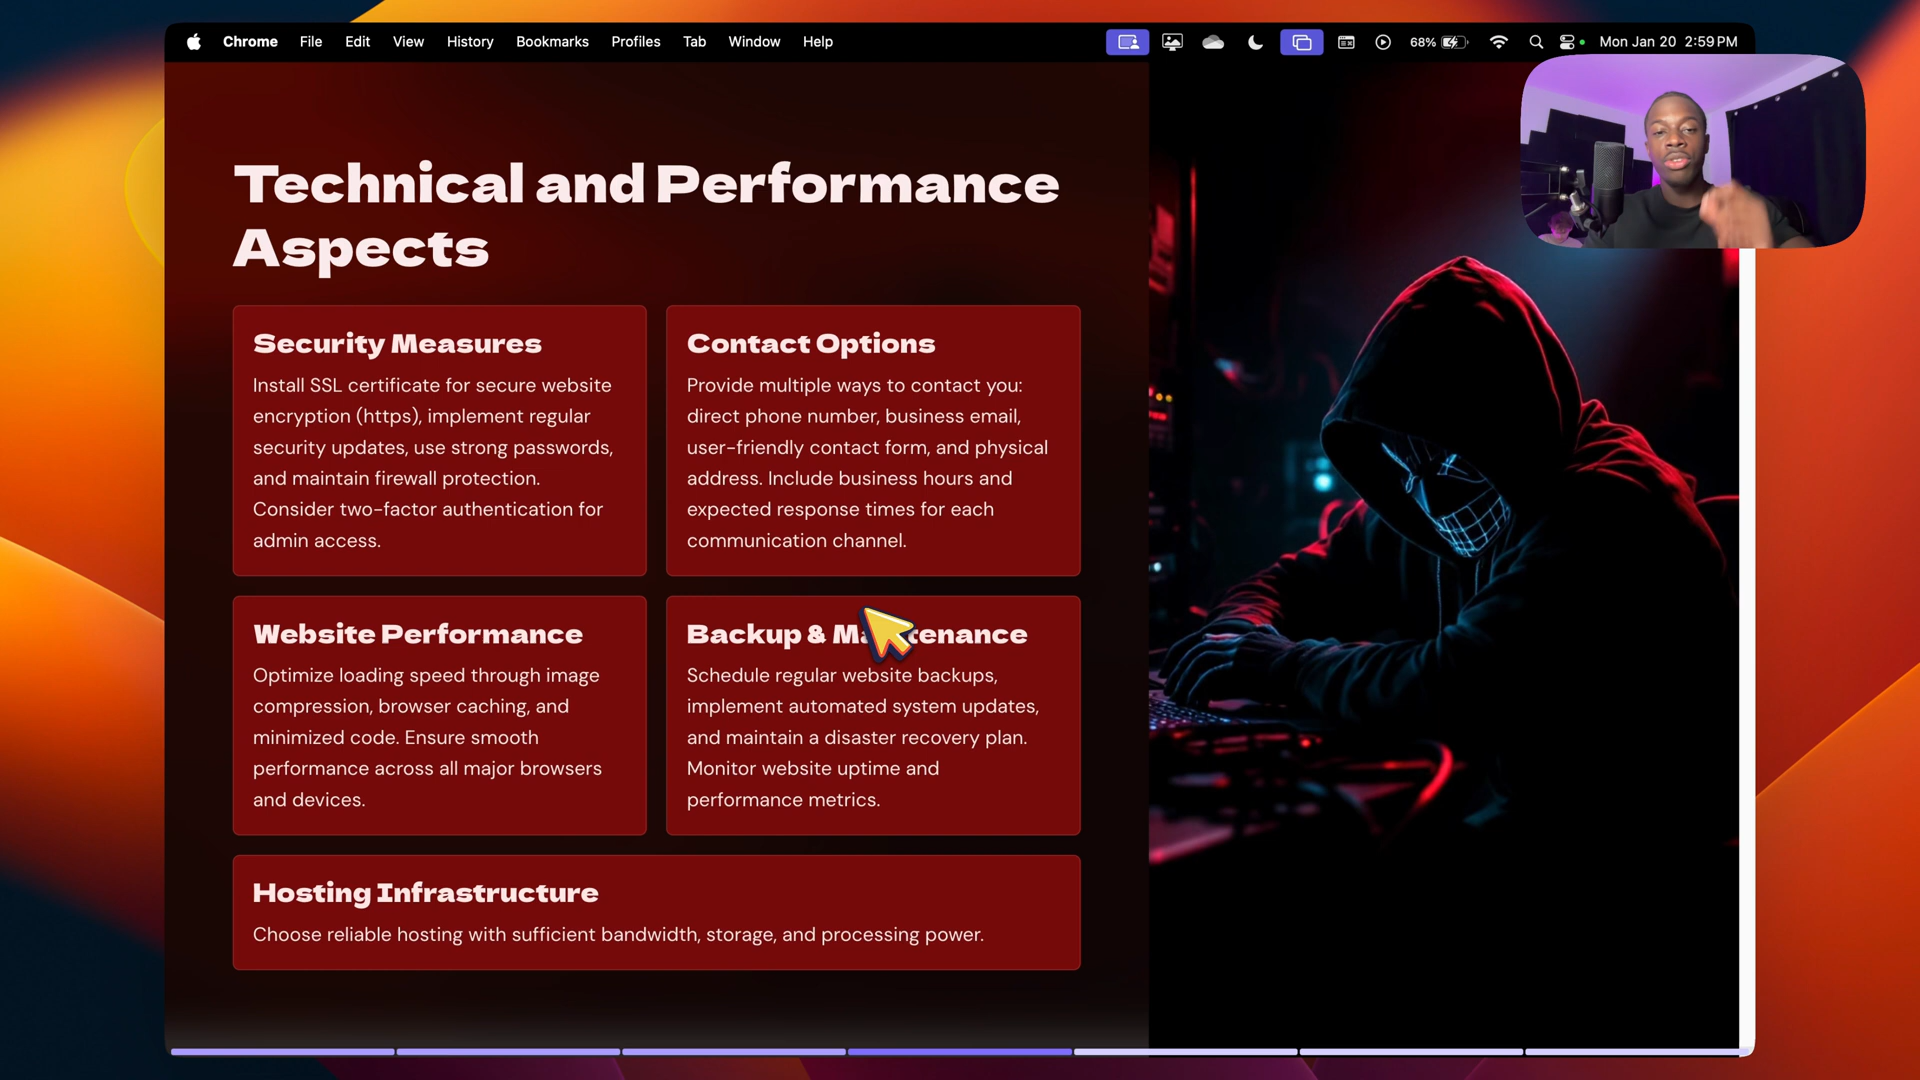 Chrome File Edit View History Bookmarks Profiles Tab Window Help
68% Mon Jan 20 2:59 PM
Technical and Performance
Aspects
Security Measures
Install SSL certificate for secure website
encryption (https), implement regular
security updates, use strong passwords,
and maintain firewall protection.
Consider two-factor authentication for
admin access.
Contact Options
Provide multiple ways to contact you:
direct phone number, business email,
user-friendly contact form, and physical
address. Include business hours and
expected response times for each
communication channel.
Website Performance
Optimize loading speed through image
compression, browser caching, and
minimized code. Ensure smooth
performance across all major browsers
and devices.
Backup &
Schedule regular website backups,
implement automated system updates,
and maintain a disaster recovery plan.
Monitor website uptime and
performance metrics.
Hosting Infrastructure
Choose reliable hosting with sufficient bandwidth, storage, and processing power.